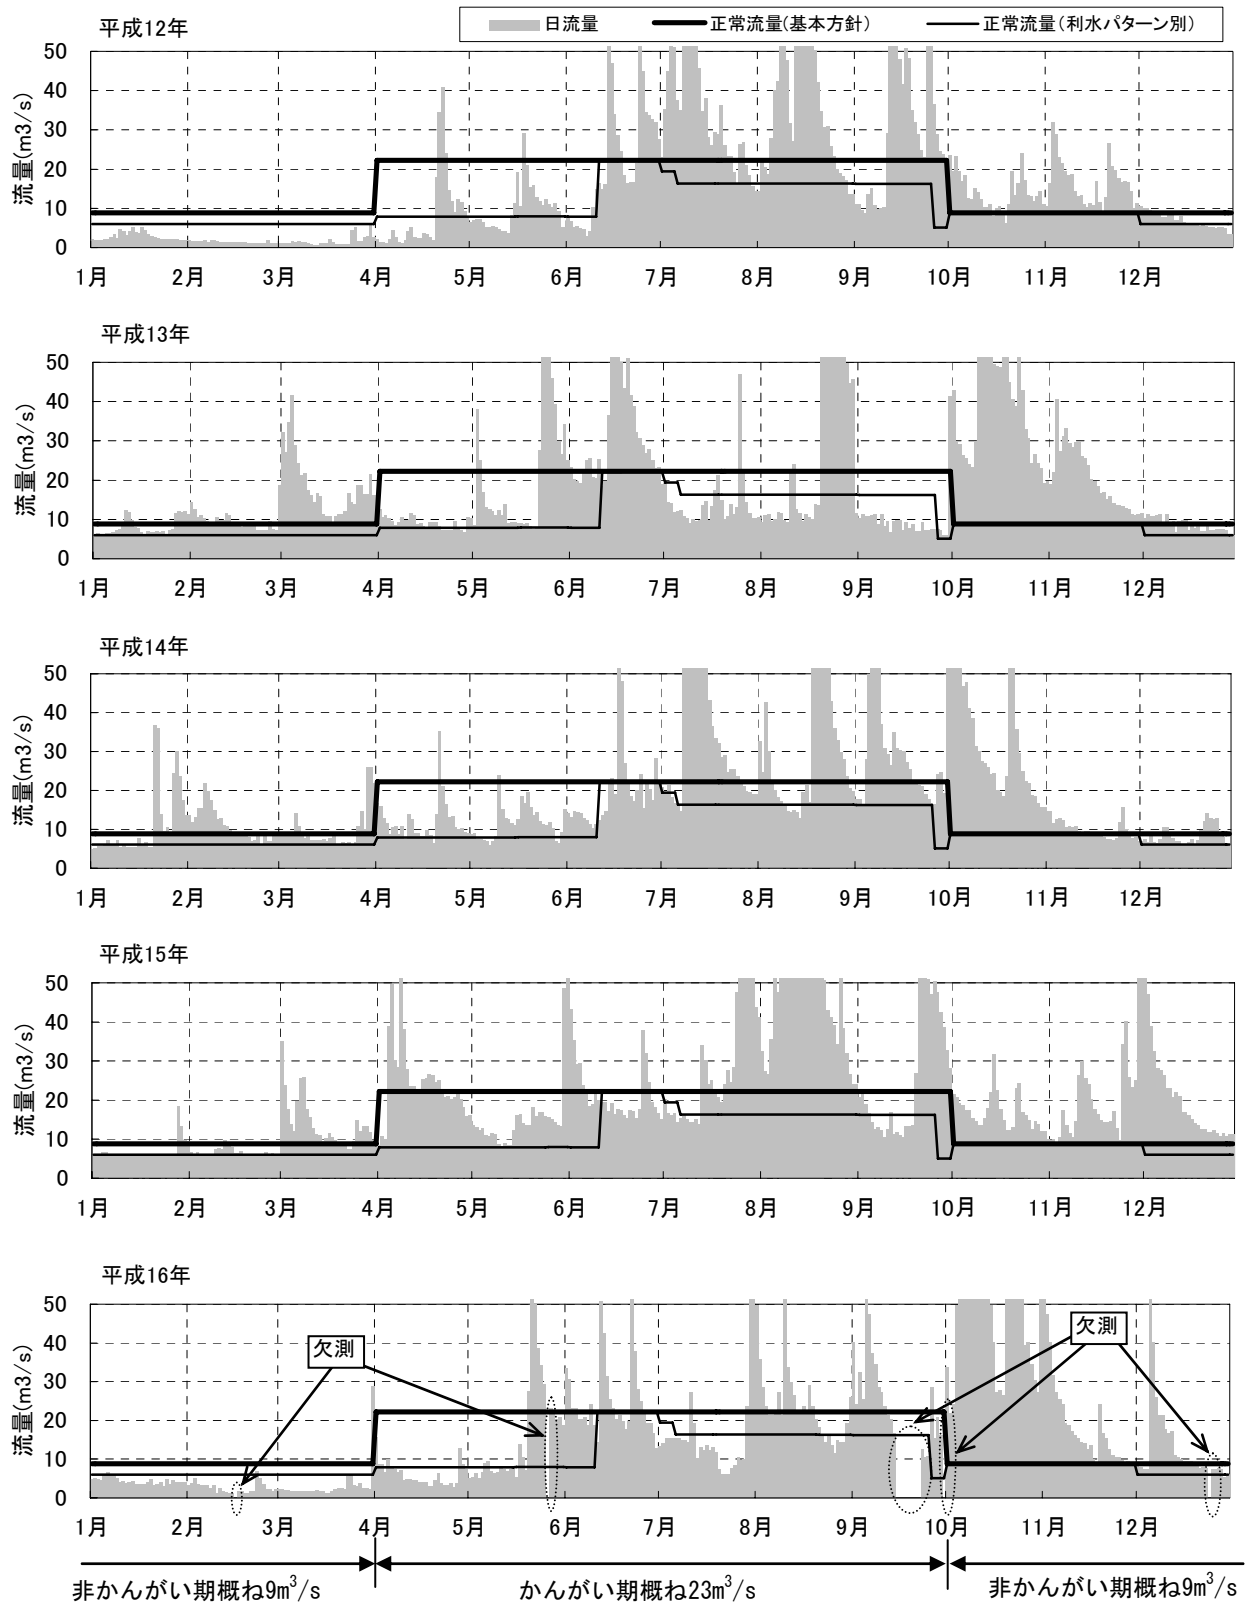 平成12年
日流量 正常流量(基本方針) 正常流量(利水パターン別)
流量(m3/s)
50
40
30
20
10
0
1月 2月 3月 4月 5月 6月 7月 8月 9月 10月 11月 12月
平成13年
流量(m3/s)
50
40
30
20
10
0
1月 2月 3月 4月 5月 6月 7月 8月 9月 10月 11月 12月
平成14年
流量(m3/s)
50
40
30
20
10
0
1月 2月 3月 4月 5月 6月 7月 8月 9月 10月 11月 12月
平成15年
流量(m3/s)
50
40
30
20
10
0
1月 2月 3月 4月 5月 6月 7月 8月 9月 10月 11月 12月
平成16年
流量(m3/s)
50
40
30
20
10
0
欠測
欠測
1月 2月 3月 4月 5月 6月 7月 8月 9月 10月 11月 12月
非かんがい期概ね9m³/s かんがい期概ね23m³/s 非かんがい期概ね9m³/s